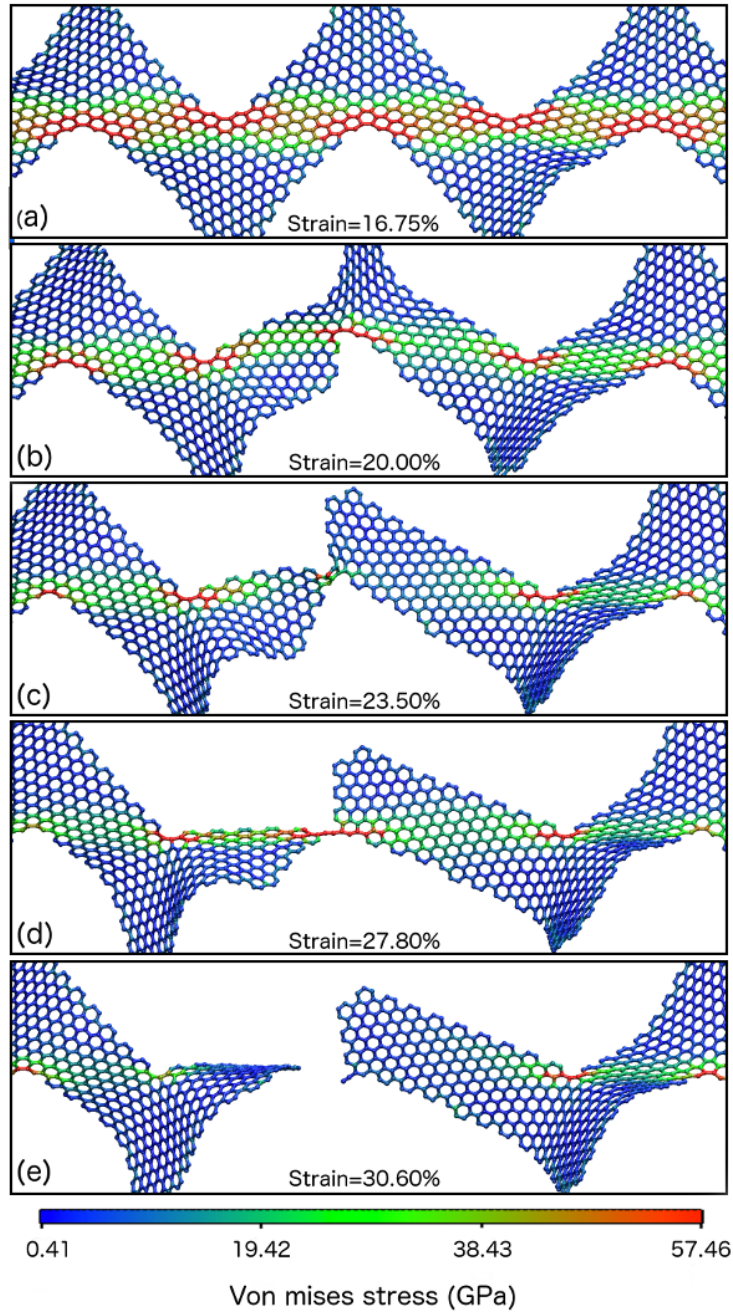 (a)
Strain=16.75%
(b)
Strain=20.00%
(c)
Strain=23.50%
(d)
Strain=27.80%
(e)
Strain=30.60%
0.41 19.42 38.43 57.46
Von mises stress (GPa)